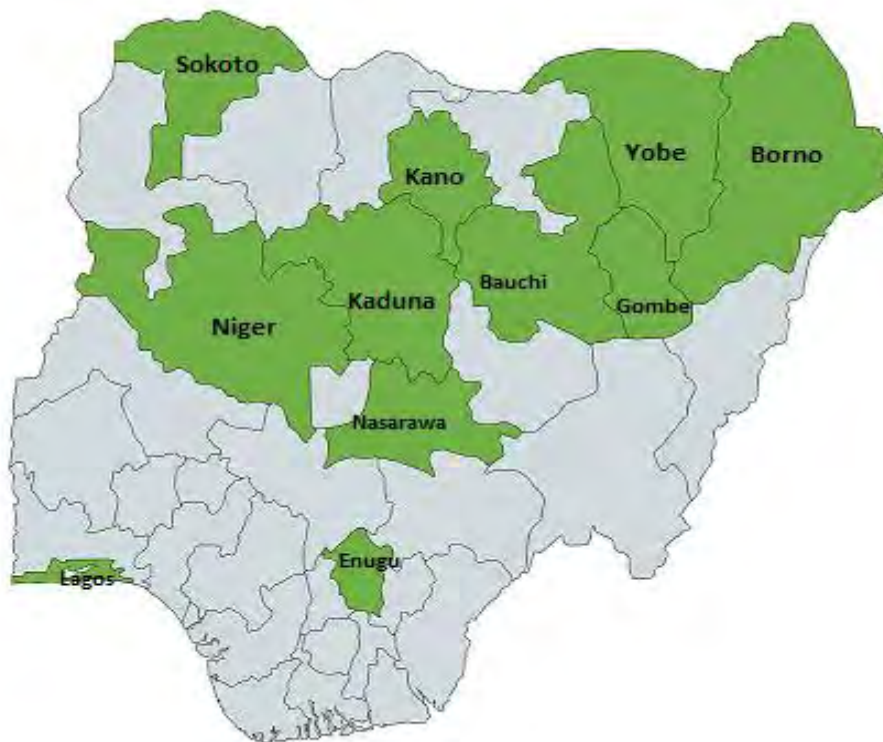 Sokoto
Yobe
Borno
Kano
Bauchi
Kaduna
Gombe
Niger
Nasarawa
Enugu
Lagos